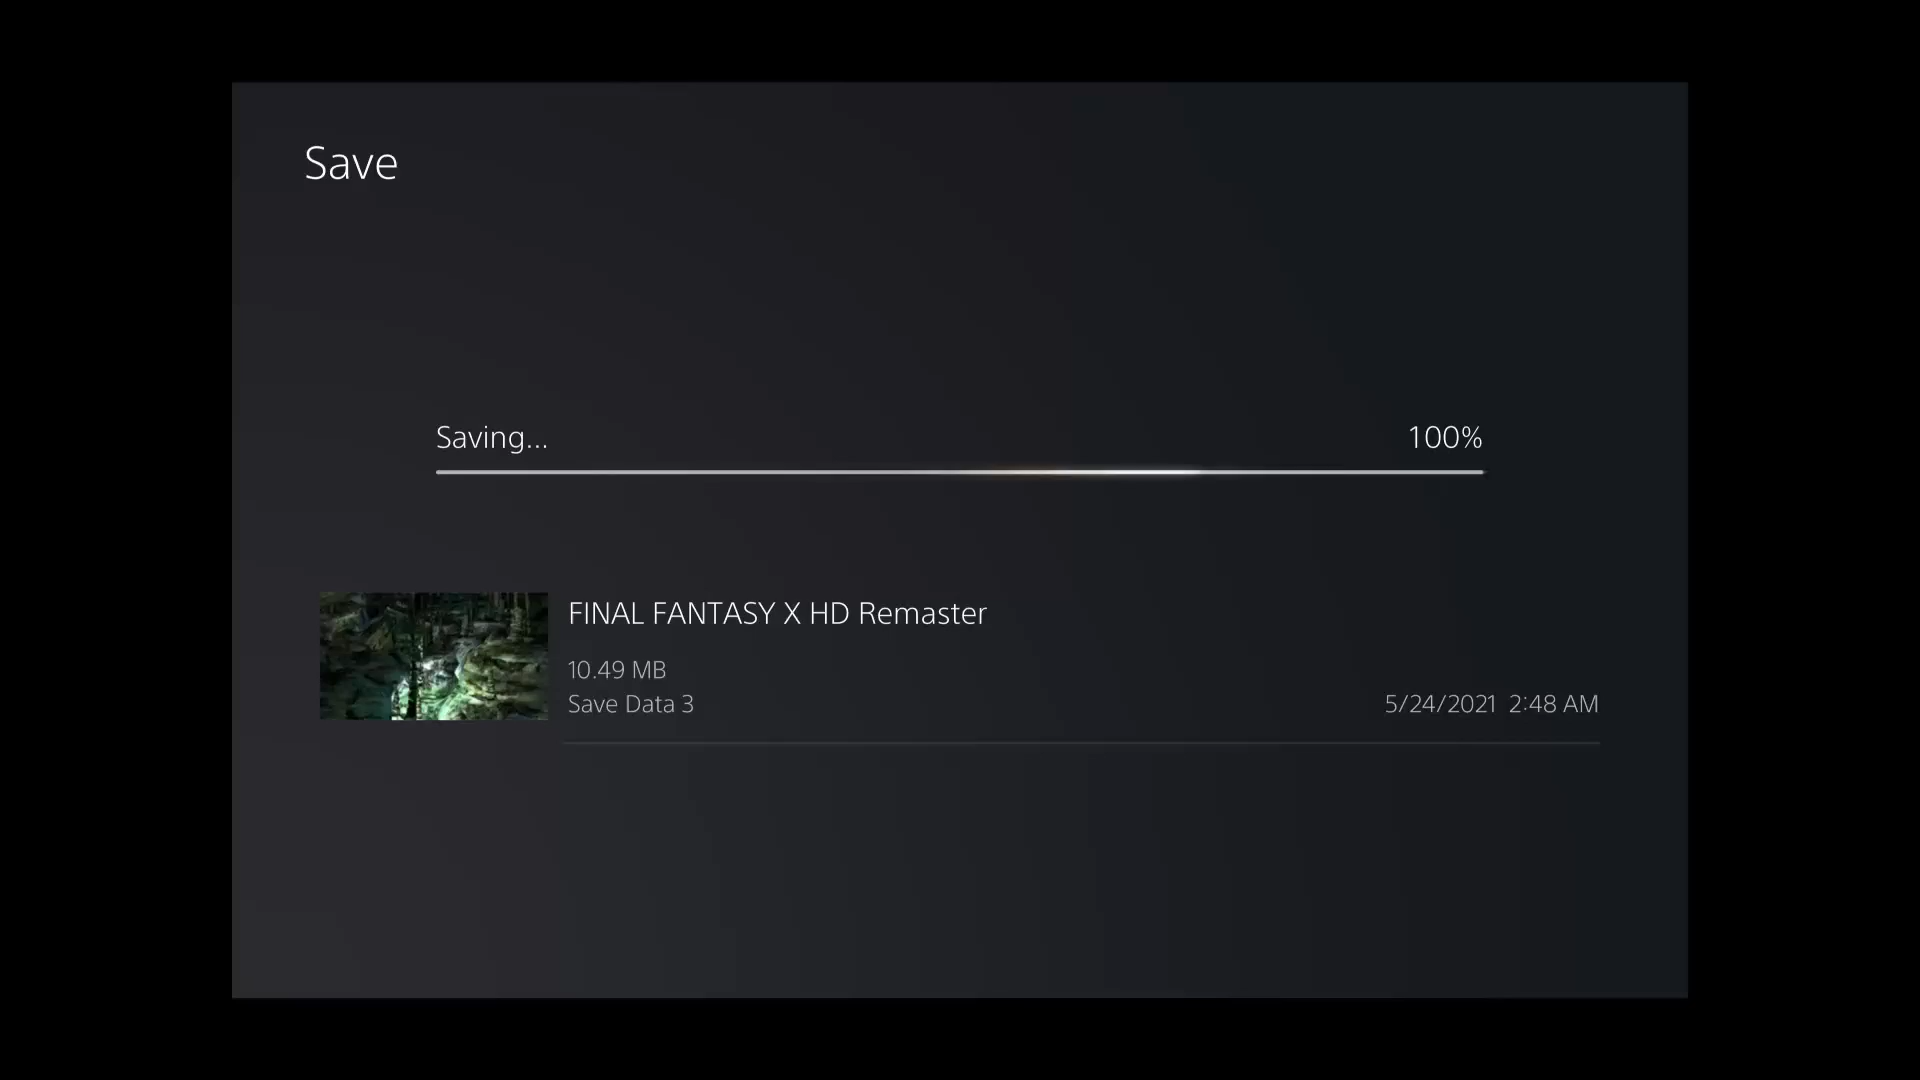 Save
Saving... 100%
FINAL FANTASY X HD Remaster
10.49 MB
Save Data 3 5/24/2021 2:48 AM